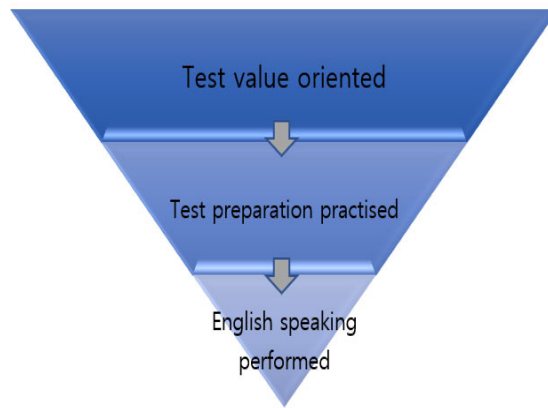 Test value oriented
Test preparation practised
English speaking
performed